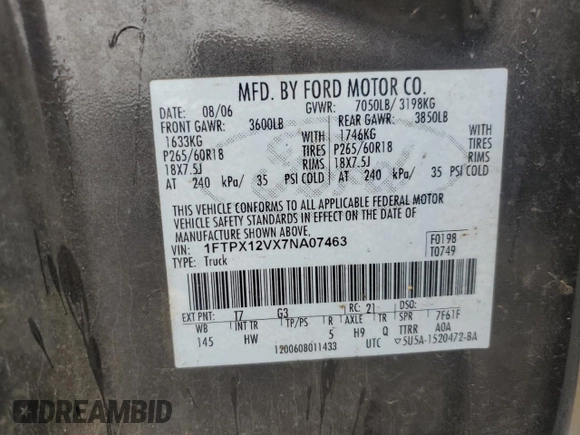 MFD. BY FORD MOTOR CO.
DATE: 08/06 GVWR: 7050LB/ 3198KG
FRONT GAWR: 3600LB REAR GAWR: 3850LB
1633KG 1746KG
P265/60R18 TIRES P265/60R18 TIRES
18X7.5J RIMS 18X7.5J RIMS
AT 240 kPa/ 35 PSI COLD AT 240 kPa/ 35 PSI COLD
THIS VEHICLE CONFORMS TO ALL APPLICABLE FEDERAL MOTOR
VEHICLE SAFETY STANDARDS IN EFFECT ON THE DATE OF
MANUFACTURE SHOWN ABOVE.
VIN: 1FTPX12VX7NA07463 F0198
TYPE: Truck T0749
EXT PNT: T7 G3 RC: 21 DSO:
WB INT TR TP/PS R AXLE TR SPR 7F61F
145 HW 5 H9 Q TTRR A0A
1200608011433 UTC ▽5U5A-1520472-BA
DREAMBID